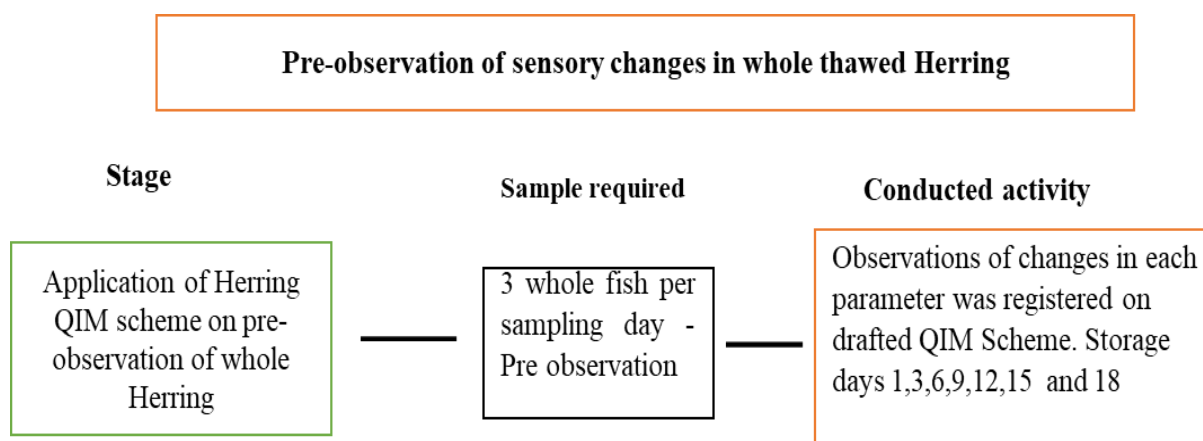 Pre-observation of sensory changes in whole thawed Herring
Stage
Sample required
Conducted activity
Application of Herring
QIM scheme on pre-
observation of whole
Herring
3 whole fish per
sampling day -
Pre observation
Observations of changes in each
parameter was registered on
drafted QIM Scheme. Storage
days 1,3,6,9,12,15 and 18